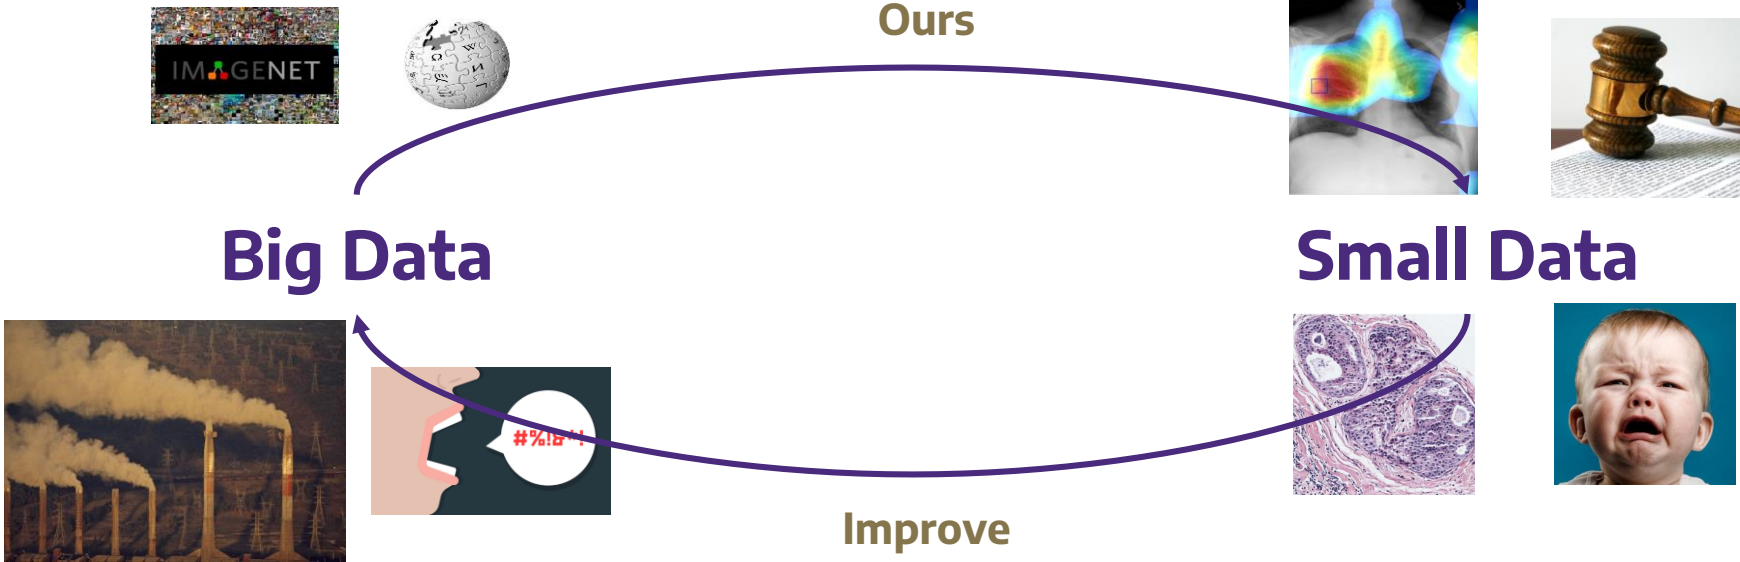 Ours
IMAGENET
Big Data
Small Data
Improve